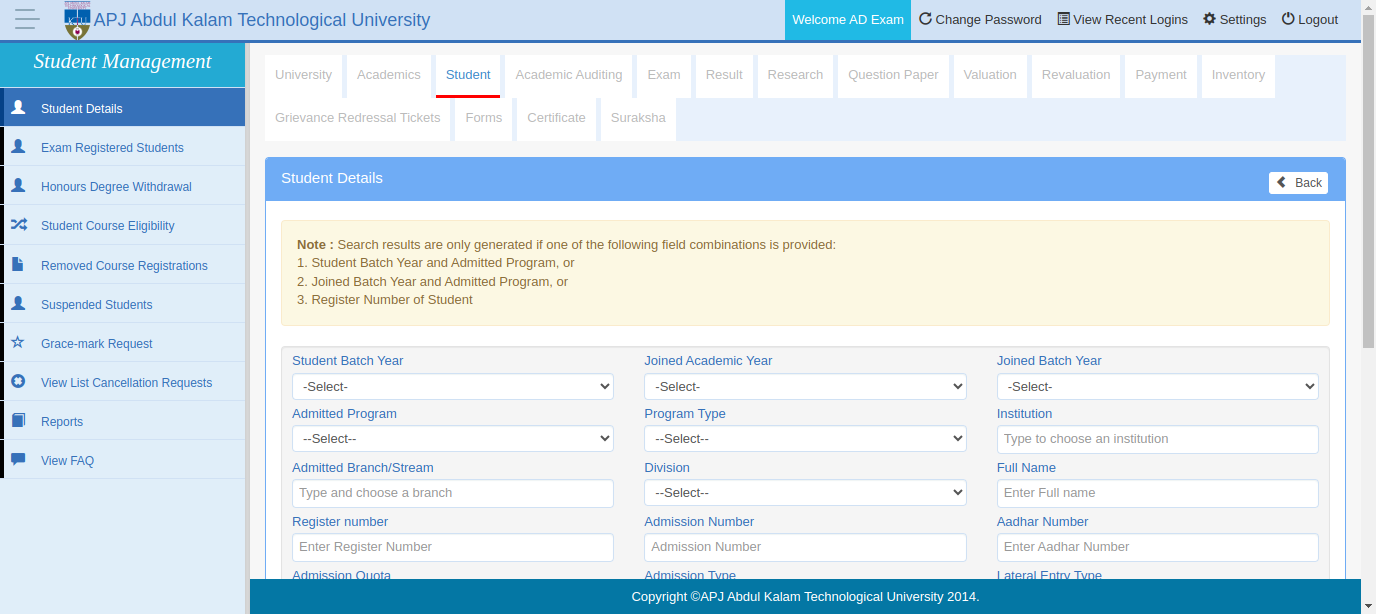 APJ Abdul Kalam Technological University
Welcome AD Exam Change Password View Recent Logins Settings Logout
Student Management
Student Details
Exam Registered Students
Honours Degree Withdrawal
Student Course Eligibility
Removed Course Registrations
Suspended Students
Grace-mark Request
View List Cancellation Requests
Reports
View FAQ
University Academics Student Academic Auditing Exam Result Research Question Paper Valuation Revaluation Payment Inventory
Grievance Redressal Tickets Forms Certificate Suraksha
Student Details
Back
Note : Search results are only generated if one of the following field combinations is provided:
1. Student Batch Year and Admitted Program, or
2. Joined Batch Year and Admitted Program, or
3. Register Number of Student
Student Batch Year Joined Academic Year Joined Batch Year
-Select- -Select- -Select-
Admitted Program Program Type Institution
--Select-- --Select-- Type to choose an institution
Admitted Branch/Stream Division Full Name
Type and choose a branch --Select-- Enter Full name
Register number Admission Number Aadhar Number
Enter Register Number Admission Number Enter Aadhar Number
Admission Quota Admission Type Lateral Entry Type
Copyright ©APJ Abdul Kalam Technological University 2014.